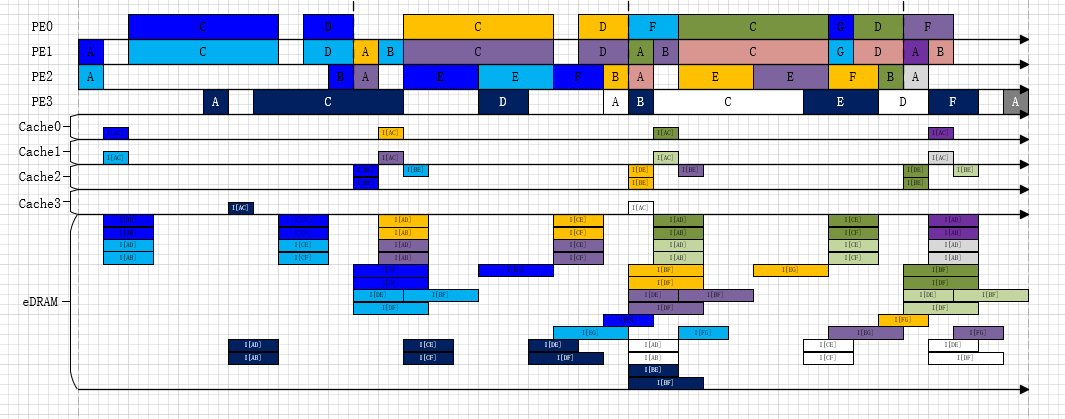 PE0 C D C D F C G D F
PE1 A C D A B C D A B C G D A B
PE2 A B A E E F B A E E F B A
PE3 A C D A B C E D F A
Cache0 I[AC] I[AC] I[AC]
Cache1 I[AC] I[AC] I[AC] I[AC]
Cache2 I[BE] I[DE] I[BE] I[DE] I[BE]
I[BE] I[BE]
Cache3 I[AC] I[AC]
I[AD] I[CE] I[AD] I[CE] I[AD]
I[AB] I[CF] I[AB] I[CF] I[AB]
I[AD] I[CE] I[AD] I[CE] I[AD] I[CE] I[AD]
I[AB] I[CF] I[AB] I[CF] I[AB] I[CF] I[AB]
I[BF] I[EG] I[BF]
I[DF] I[DF]
eDRAM I[DE] I[BF] I[DE] I[BF] I[DE] I[BF]
I[DF] I[DF] I[DF]
I[FG]
I[EG] I[FG] I[EG] I[FG]
I[AD] I[CE] I[DE] I[AD] I[CE] I[DE]
I[AB] I[CF] I[DF] I[AB] I[CF] I[DF]
I[BE]
I[BF]